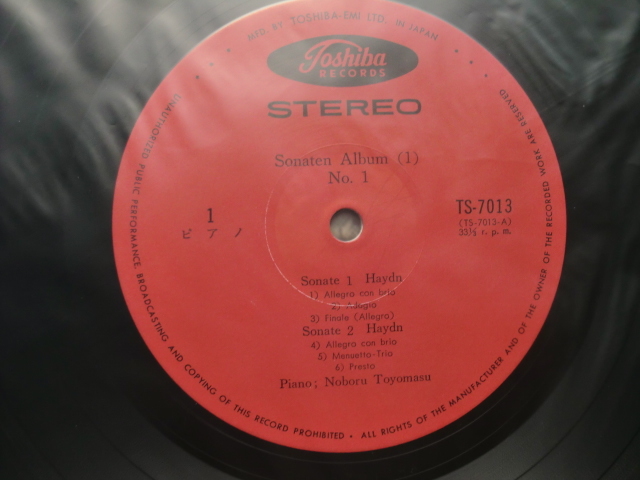 MFD. BY TOSHIBA EMI LTD. IN JAPAN
Toshiba
RECORDS
STEREO
Sonaten Album (1)
No. 1
1
ピアノ
TS-7013
(TS-7013-A)
33⅓ r. p. m.
Sonate 1 Haydn
1) Allegro con brio
2) Adagio
3) Finale (Allegro)
Sonate 2 Haydn
4) Allegro con brio
5) Menuetto-Trio
6) Presto
Piano; Noboru Toyomasu
UNAUTHORIZED PUBLIC PERFORMANCE, BROADCASTING AND COPYING OF THIS RECORD PROHIBITED • ALL RIGHTS OF THE MANUFACTURER AND OF THE OWNER OF THE RECORDED WORK ARE RESERVED